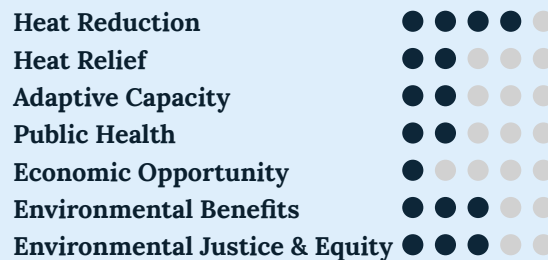 Heat Reduction
Heat Relief
Adaptive Capacity
Public Health
Economic Opportunity
Environmental Benefits
Environmental Justice & Equity